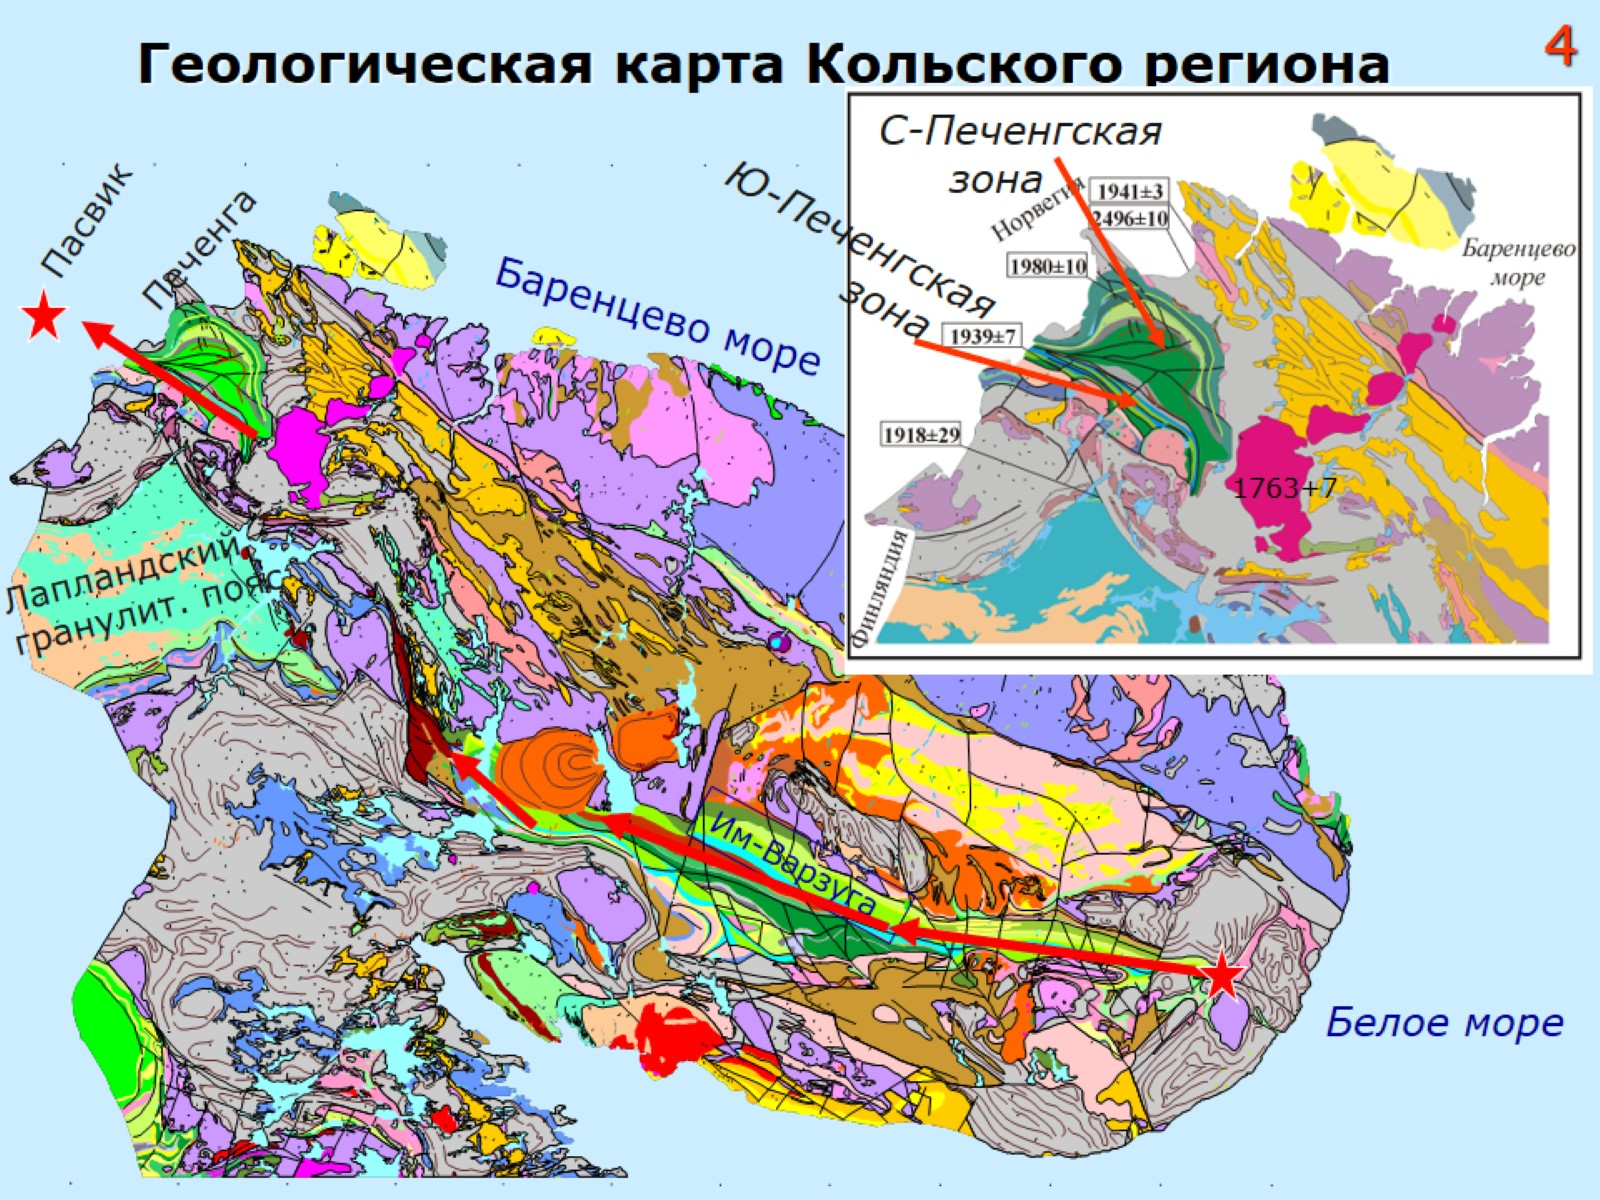 Геологическая карта Кольского региона
4
С-Печенгская
зона
Ю-Печенгская
зона
Норвегия
1941±3
2496±10
1980±10
1939±7
1918±29
1763+7
Баренцево
море
Финляндия
Пасвик
Печенга
Баренцево море
Лапландский
гранулит. пояс
Им-Варзуга
Белое море